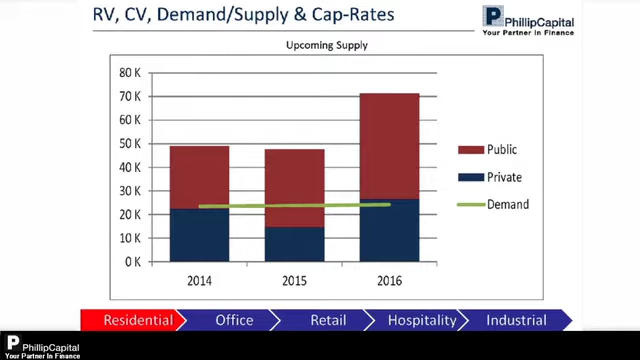 RV, CV, Demand/Supply & Cap-Rates
P PhillipCapital
Your Partner In Finance
Upcoming Supply
80 K
70 K
60 K
50 K
40 K
30 K
20 K
10 K
0 K
2014 2015 2016
Public
Private
Demand
Residential Office Retail Hospitality Industrial
P PhillipCapital
Your Partner In Finance